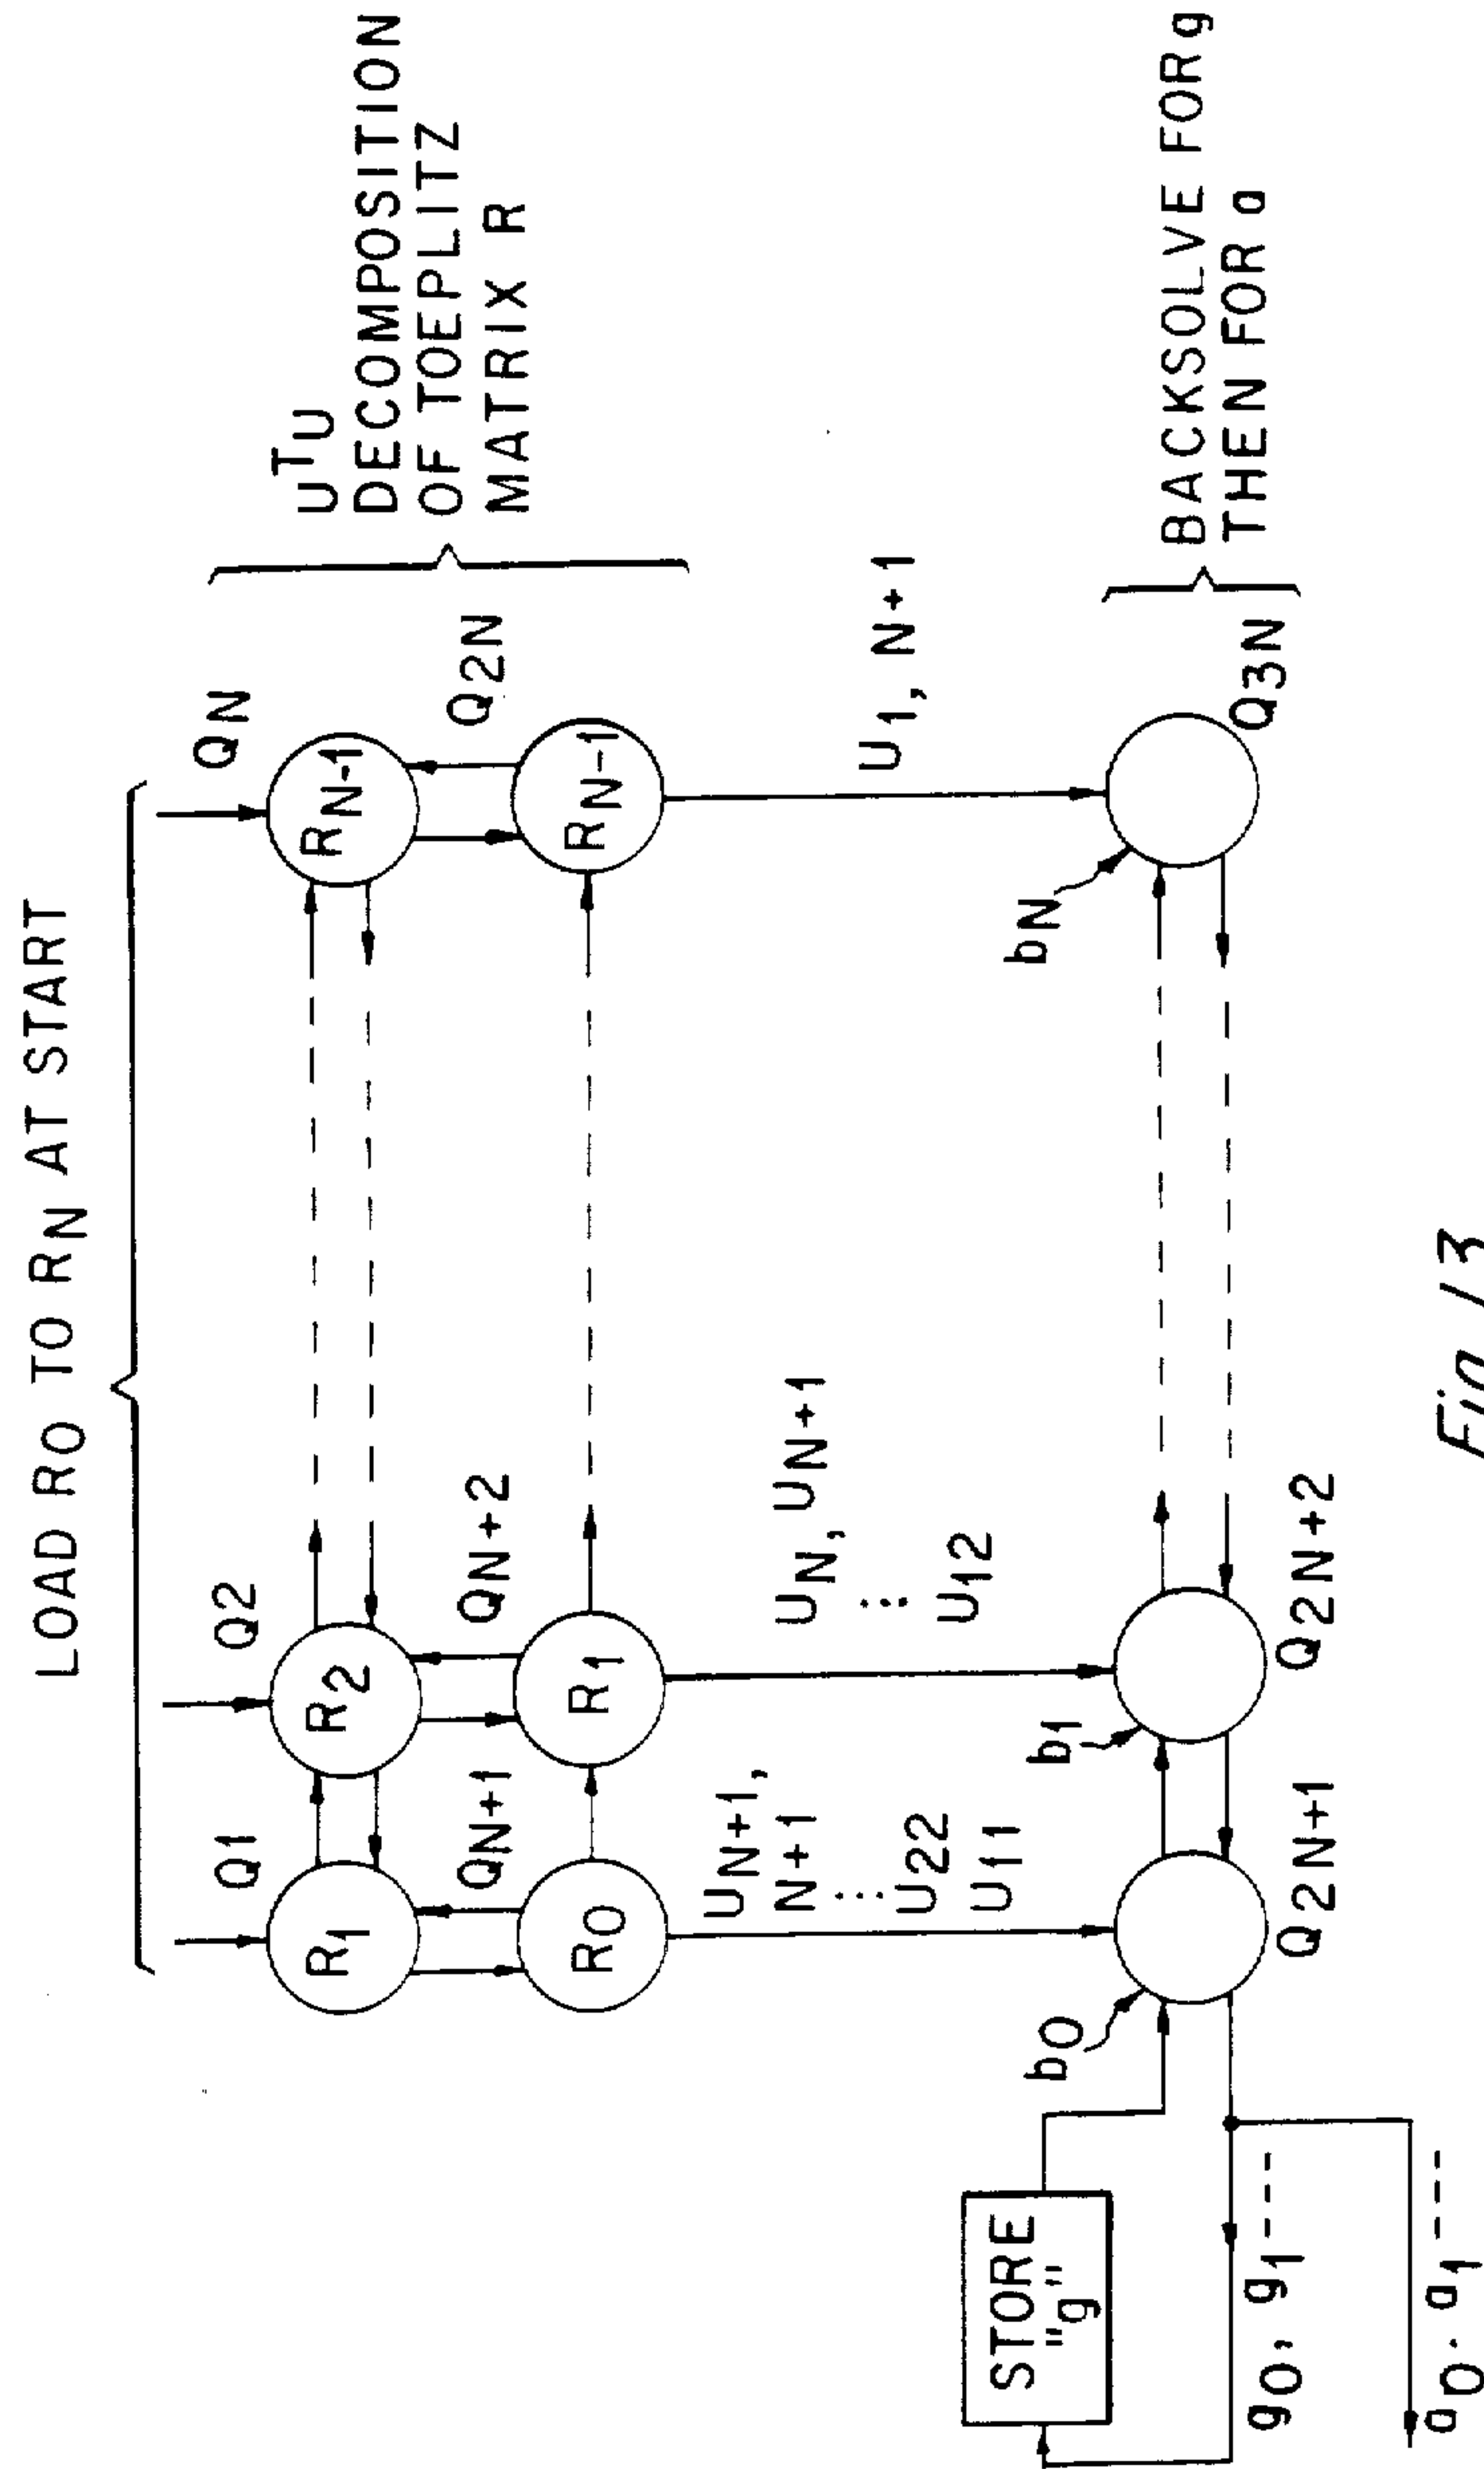 LOAD R0 TO RN AT START
Q1
Q2
QN
R1
R2
RN-1
QN+1
QN+2
Q2N
R0
R1
RN-1
UTU
DECOMPOSITION
OF TOEPLITZ
MATRIX R
UN+1,
N+1
⋮
U22
U11
UN, UN+1
⋮
U12
U1, N+1
b0
b1
bN
STORE
"g"
Q2N+1
Q2N+2
Q3N
BACKSOLVE FOR g
THEN FOR a
g0, g1 ----
a0. a1 ----
Fig. 13